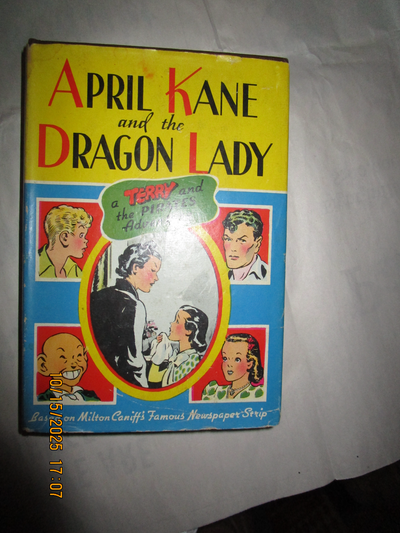 APRIL KANE
and the
DRAGON LADY
a TERRY and
the PIRATES
Based on Milton Caniff's Famous Newspaper Strip
10/15/2025 17:07